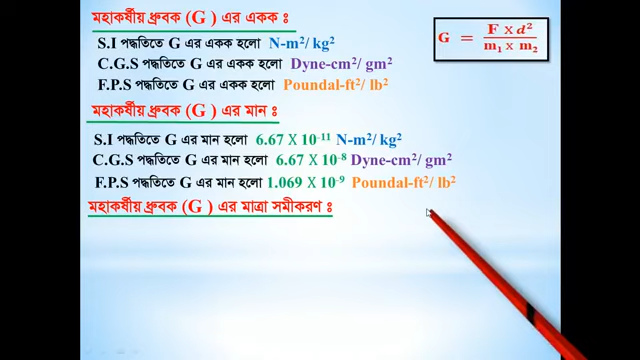 মহাকর্ষীয় ধ্রুবক (G ) এর একক ঃ
S.I পদ্ধতিতে G এর একক হলো N-m²/ kg²
C.G.S পদ্ধতিতে G এর একক হলো Dyne-cm²/ gm²
F.P.S পদ্ধতিতে G এর একক হলো Poundal-ft²/ lb²
G = F x d² / m₁ x m₂
মহাকর্ষীয় ধ্রুবক (G ) এর মান ঃ
S.I পদ্ধতিতে G এর মান হলো 6.67 X 10⁻¹¹ N-m²/ kg²
C.G.S পদ্ধতিতে G এর মান হলো 6.67 X 10⁻⁸ Dyne-cm²/ gm²
F.P.S পদ্ধতিতে G এর মান হলো 1.069 X 10⁻⁹ Poundal-ft²/ lb²
মহাকর্ষীয় ধ্রুবক (G ) এর মাত্রা সমীকরণ ঃ